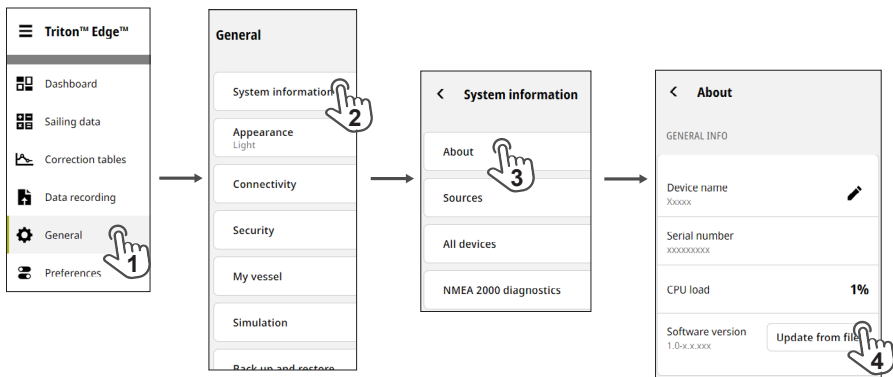 Triton™ Edge™
Dashboard
Sailing data
Correction tables
Data recording
General
Preferences
1
General
System information
2
Appearance
Light
Connectivity
Security
My vessel
Simulation
Back up and restore
System information
About
3
Sources
All devices
NMEA 2000 diagnostics
About
GENERAL INFO
Device name
Xxxxx
Serial number
xxxxxxxxx
CPU load
1%
Software version
1.0-x.x.xxx
Update from file
4